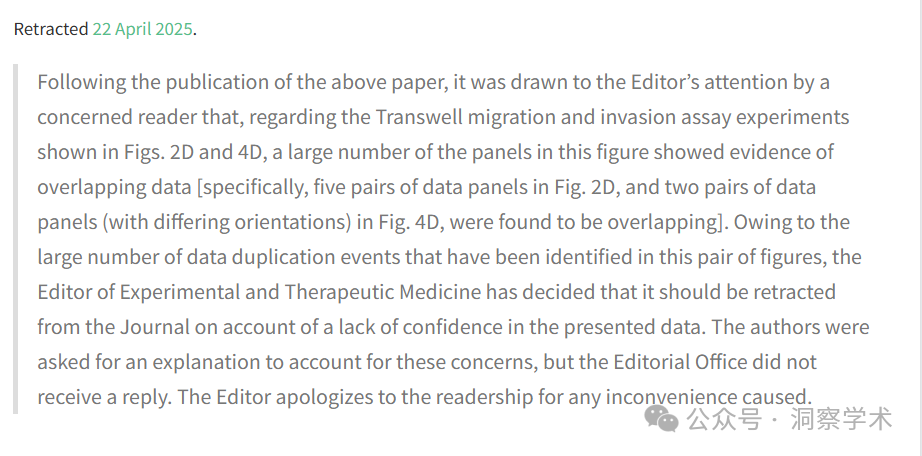 Retracted 22 April 2025.
Following the publication of the above paper, it was drawn to the Editor’s attention by a
concerned reader that, regarding the Transwell migration and invasion assay experiments
shown in Figs. 2D and 4D, a large number of the panels in this figure showed evidence of
overlapping data [specifically, five pairs of data panels in Fig. 2D, and two pairs of data
panels (with differing orientations) in Fig. 4D, were found to be overlapping]. Owing to the
large number of data duplication events that have been identified in this pair of figures, the
Editor of Experimental and Therapeutic Medicine has decided that it should be retracted
from the Journal on account of a lack of confidence in the presented data. The authors were
asked for an explanation to account for these concerns, but the Editorial Office did not
receive a reply. The Editor apologizes to the readership for any inconvenience caused.
公众号 · 洞察学术